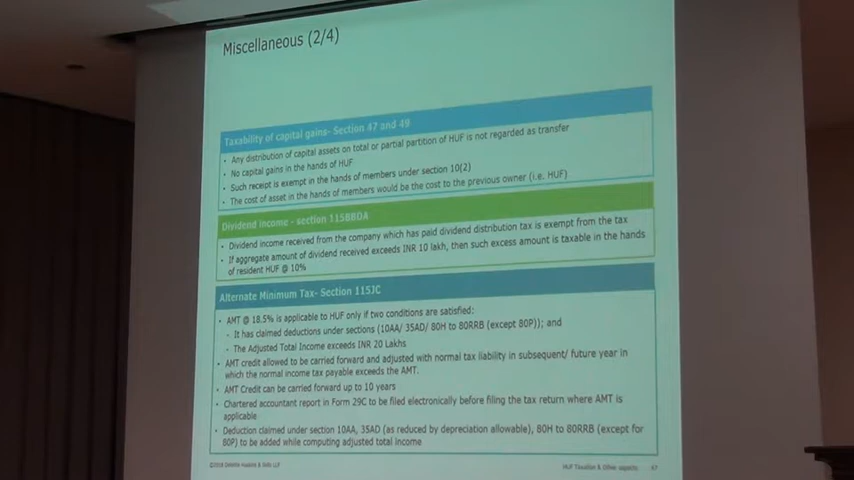 Miscellaneous (2/4)
Taxability of capital gains- Section 47 and 49
• Any distribution of capital assets on total or partial partition of HUF is not regarded as transfer
• No capital gains in the hands of HUF
• Such receipt is exempt in the hands of members under section 10(2)
• The cost of asset in the hands of members would be the cost to the previous owner (i.e. HUF)
Dividend income - section 115BBDA
• Dividend income received from the company which has paid dividend distribution tax is exempt from the tax
• If aggregate amount of dividend received exceeds INR 10 lakh, then such excess amount is taxable in the hands
of resident HUF @ 10%
Alternate Minimum Tax- Section 115JC
• AMT @ 18.5% is applicable to HUF only if two conditions are satisfied:
- It has claimed deductions under sections (10AA/ 35AD/ 80H to 80RRB (except 80P)); and
- The Adjusted Total Income exceeds INR 20 Lakhs
• AMT credit allowed to be carried forward and adjusted with normal tax liability in subsequent/ future year in
which the normal income tax payable exceeds the AMT.
• AMT Credit can be carried forward up to 10 years
• Chartered accountant report in Form 29C to be filed electronically before filing the tax return where AMT is
applicable
• Deduction claimed under section 10AA, 35AD (as reduced by depreciation allowable), 80H to 80RRB (except for
80P) to be added while computing adjusted total income
©2018 Deloitte Haskins & Sells LLP
HUF Taxation & Other aspects 47